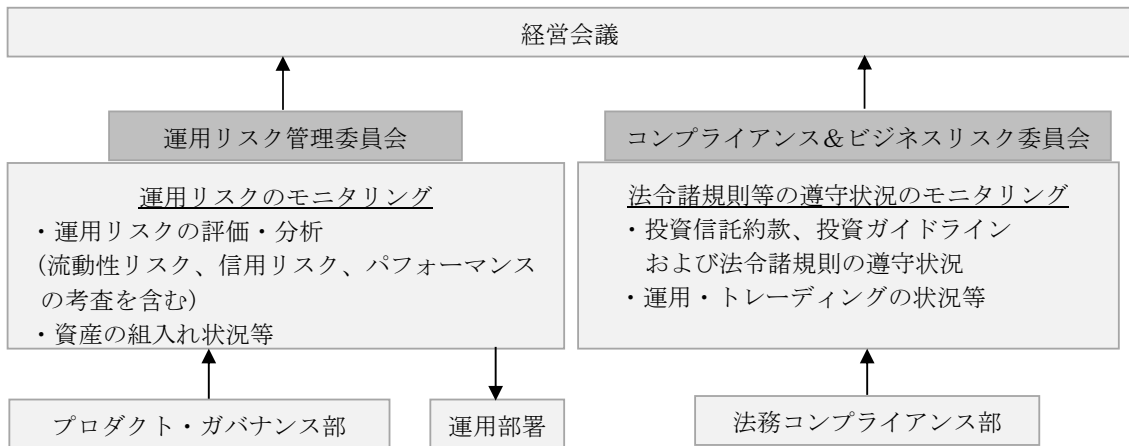 経営会議
運用リスク管理委員会
運用リスクのモニタリング
・運用リスクの評価・分析
(流動性リスク、信用リスク、パフォーマンス
の考査を含む)
・資産の組入れ状況等
コンプライアンス&ビジネスリスク委員会
法令諸規則等の遵守状況のモニタリング
・投資信託約款、投資ガイドライン
および法令諸規則の遵守状況
・運用・トレーディングの状況等
プロダクト・ガバナンス部
運用部署
法務コンプライアンス部